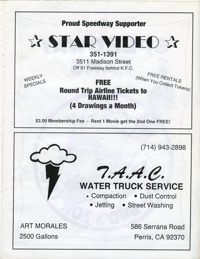 Proud Speedway Supporter
STAR VIDEO
351-1391
3511 Madison Street
Off 91 Freeway behind K.F.C.
WEEKLY
SPECIALS
FREE
Round Trip Airline Tickets to
HAWAII!!!
(4 Drawings a Month)
FREE RENTALS
(When You Collect Tokens)
$3.00 Membership Fee - Rent 1 Movie get the 2nd One FREE!
(714) 943-2898
T.A.A.C.
WATER TRUCK SERVICE
• Compaction • Dust Control
• Jetting • Street Washing
ART MORALES
2500 Gallons
586 Serrana Road
Perris, CA 92370